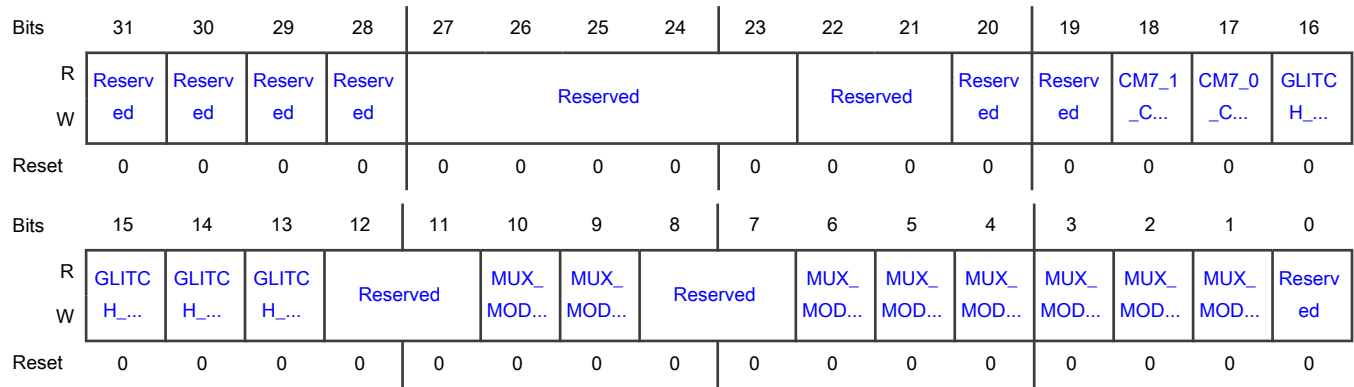 Bits 31 30 29 28 27 26 25 24 23 22 21 20 19 18 17 16
R Reserv Reserv Reserv Reserv Reserved Reserved Reserv Reserv CM7_1 CM7_0 GLITC
W ed ed ed ed ed ed _C... _C... H_...
Reset 0 0 0 0 0 0 0 0 0 0 0 0 0 0 0 0
Bits 15 14 13 12 11 10 9 8 7 6 5 4 3 2 1 0
R GLITC GLITC GLITC Reserved MUX_ MUX_ Reserved MUX_ MUX_ MUX_ MUX_ MUX_ MUX_ Reserv
W H_... H_... H_... MOD... MOD... MOD... MOD... MOD... MOD... MOD... MOD... ed
Reset 0 0 0 0 0 0 0 0 0 0 0 0 0 0 0 0